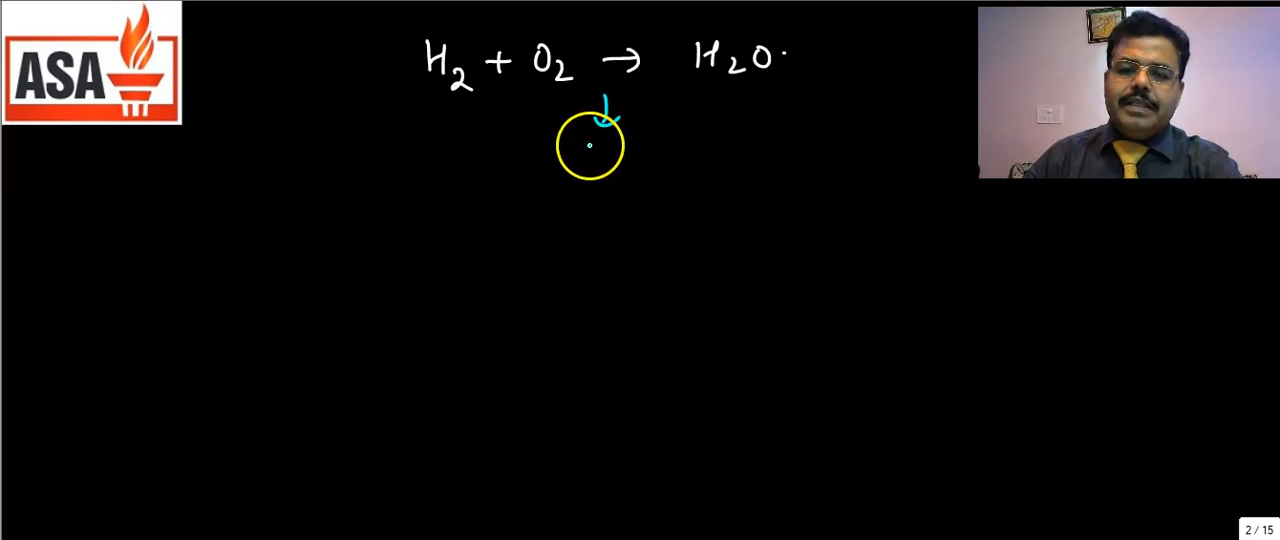 ASA
H₂ + O₂ → H₂O.
2 / 15